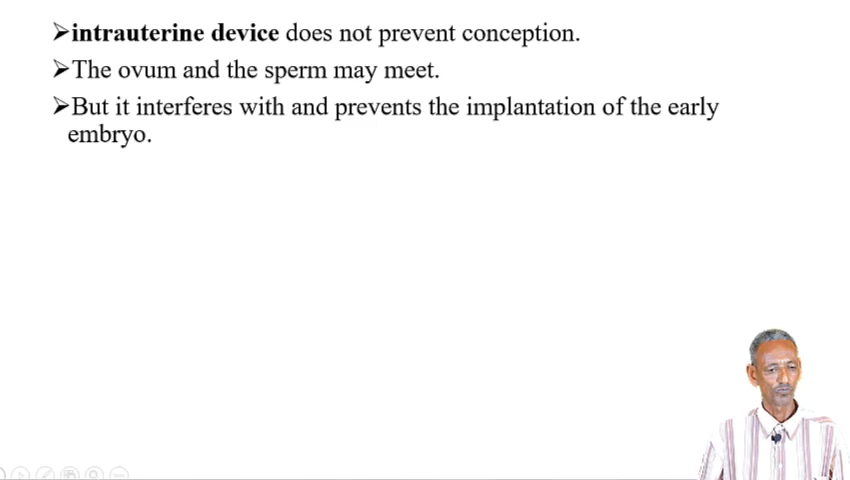 ➢intrauterine device does not prevent conception.
➢The ovum and the sperm may meet.
➢But it interferes with and prevents the implantation of the early
embryo.